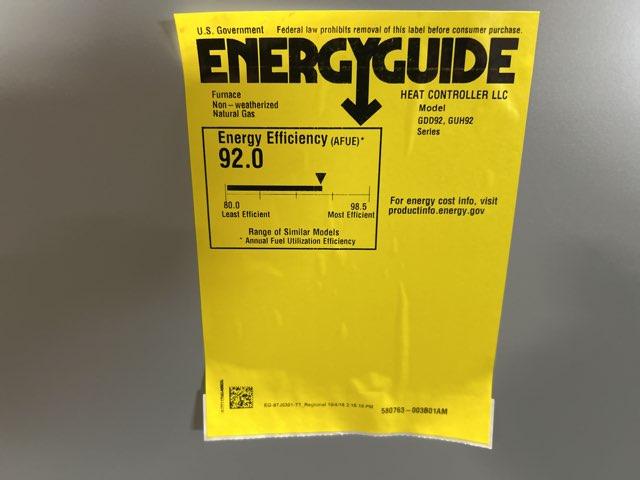 U.S. Government Federal law prohibits removal of this label before consumer purchase.
ENERGYGUIDE
Furnace
Non-weatherized
Natural Gas
HEAT CONTROLLER LLC
Model
GDD92, GUH92
Series
Energy Efficiency (AFUE)*
92.0
80.0
Least Efficient
98.5
Most Efficient
Range of Similar Models
* Annual Fuel Utilization Efficiency
For energy cost info, visit
productinfo.energy.gov
580763-003B01AM